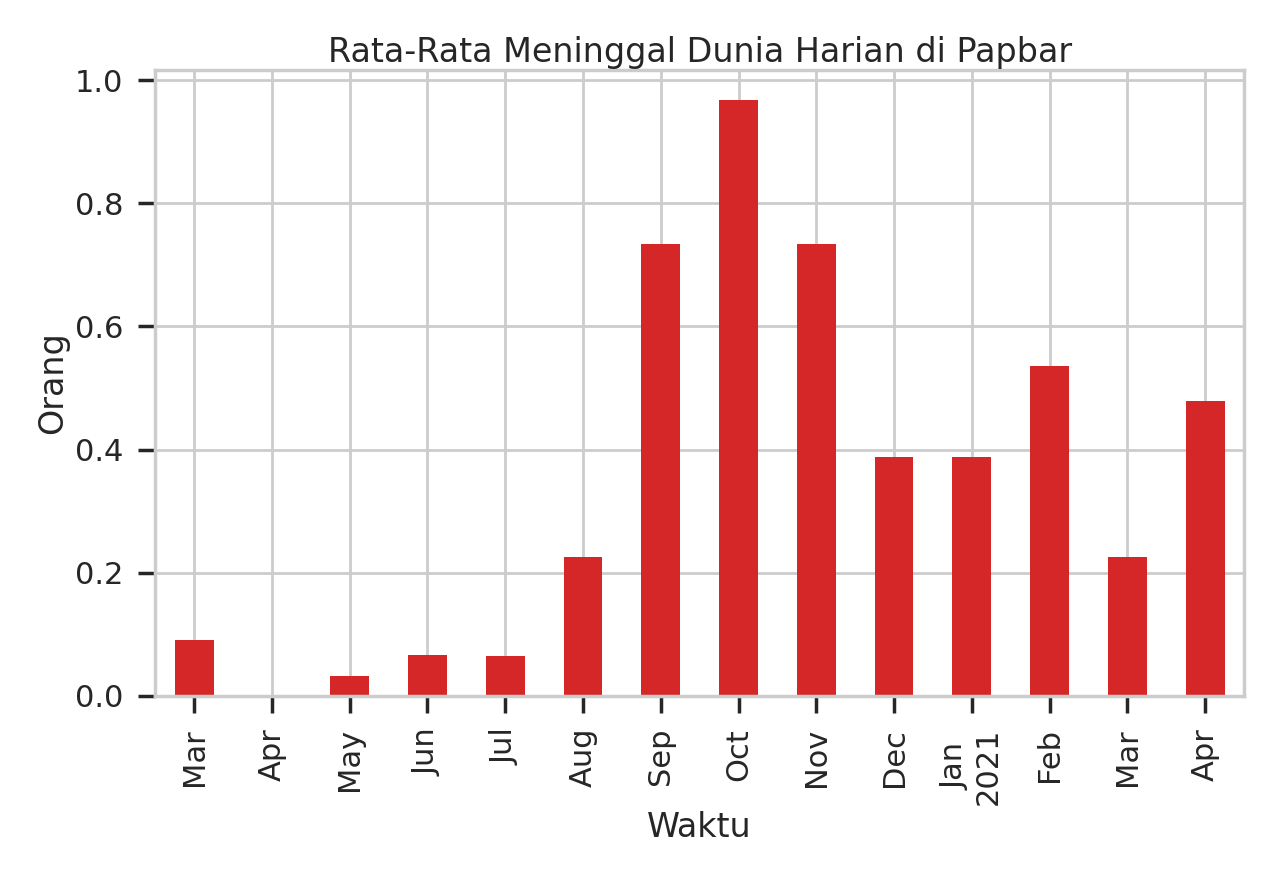 Rata-Rata Meninggal Dunia Harian di Papbar
1.0
0.8
0.6
0.4
0.2
0.0
Orang
Mar
Apr
May
Jun
Jul
Aug
Sep
Oct
Nov
Dec
Jan
2021
Feb
Mar
Apr
Waktu